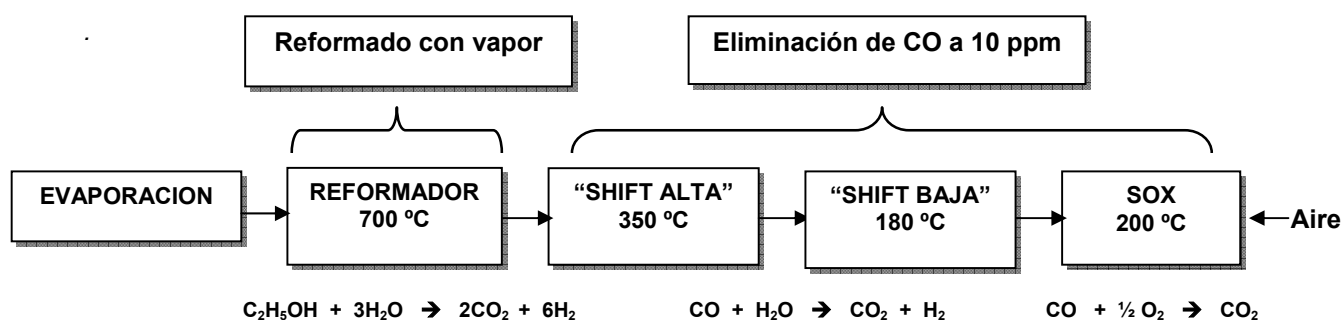 Reformado con vapor
Eliminación de CO a 10 ppm
EVAPORACION
REFORMADOR
700 ºC
“SHIFT ALTA”
350 ºC
“SHIFT BAJA”
180 ºC
SOX
200 ºC
Aire
C₂H₅OH + 3H₂O ➔ 2CO₂ + 6H₂
CO + H₂O ➔ CO₂ + H₂
CO + ½ O₂ ➔ CO₂